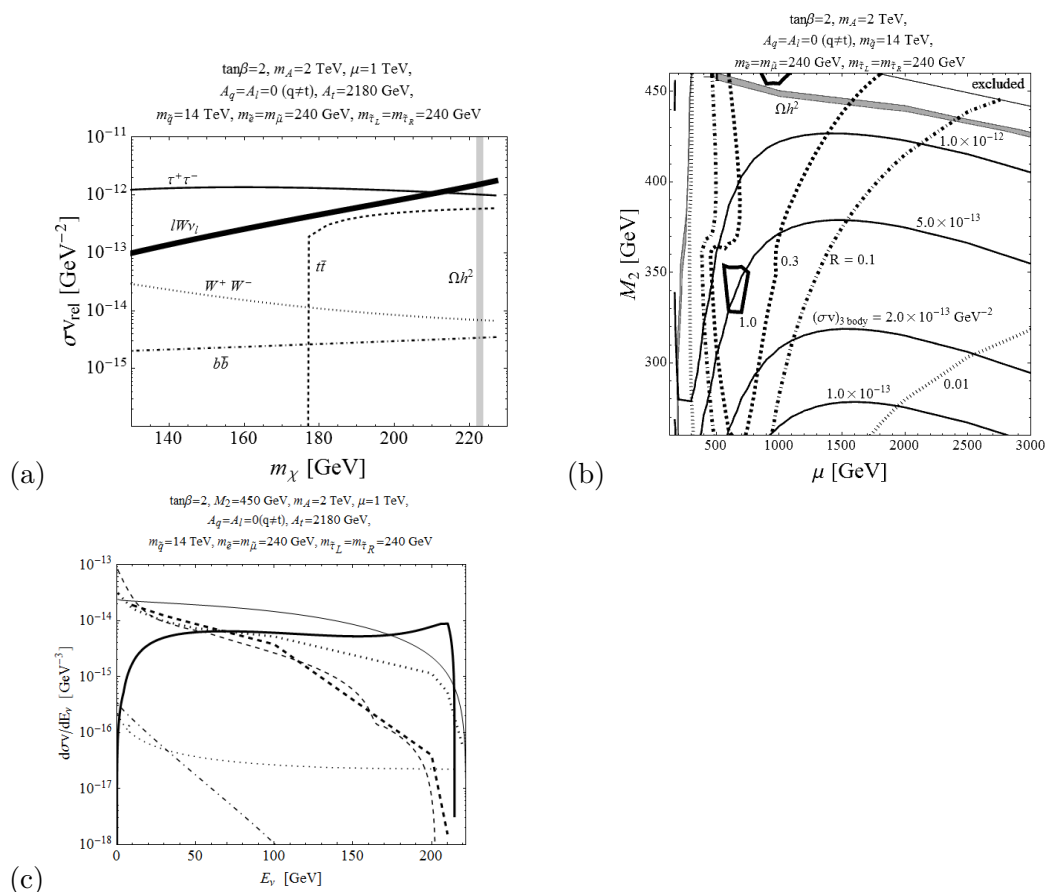 tanβ=2, m_A=2 TeV, μ=1 TeV,
A_q=A_l=0 (q≠t), A_t=2180 GeV,
m_q̃=14 TeV, m_ẽ=m_μ̃=240 GeV, m_τ̃_L=m_τ̃_R=240 GeV
10^−11
10^−12
10^−13
10^−14
10^−15
σv_rel [GeV^−2]
τ^+τ^−
lWν_l
tt̄
Ωh^2
W^+ W^−
bb̄
140 160 180 200 220
m_χ [GeV]
(a)
tanβ=2, m_A=2 TeV,
A_q=A_l=0 (q≠t), m_q̃=14 TeV,
m_ẽ=m_μ̃=240 GeV, m_τ̃_L=m_τ̃_R=240 GeV
450
400
350
300
M_2 [GeV]
excluded
Ωh^2
1.0×10^−12
5.0×10^−13
0.3
R = 0.1
1.0
(σv)_3 body = 2.0×10^−13 GeV^−2
0.01
1.0×10^−13
500 1000 1500 2000 2500 3000
μ [GeV]
(b)
tanβ=2, M_2=450 GeV, m_A=2 TeV, μ=1 TeV,
A_q=A_l=0(q≠t), A_t=2180 GeV,
m_q̃=14 TeV, m_ẽ=m_μ̃=240 GeV, m_τ̃_L=m_τ̃_R=240 GeV
10^−13
10^−14
10^−15
10^−16
10^−17
10^−18
dσv/dE_ν [GeV^−3]
0 50 100 150 200
E_ν [GeV]
(c)